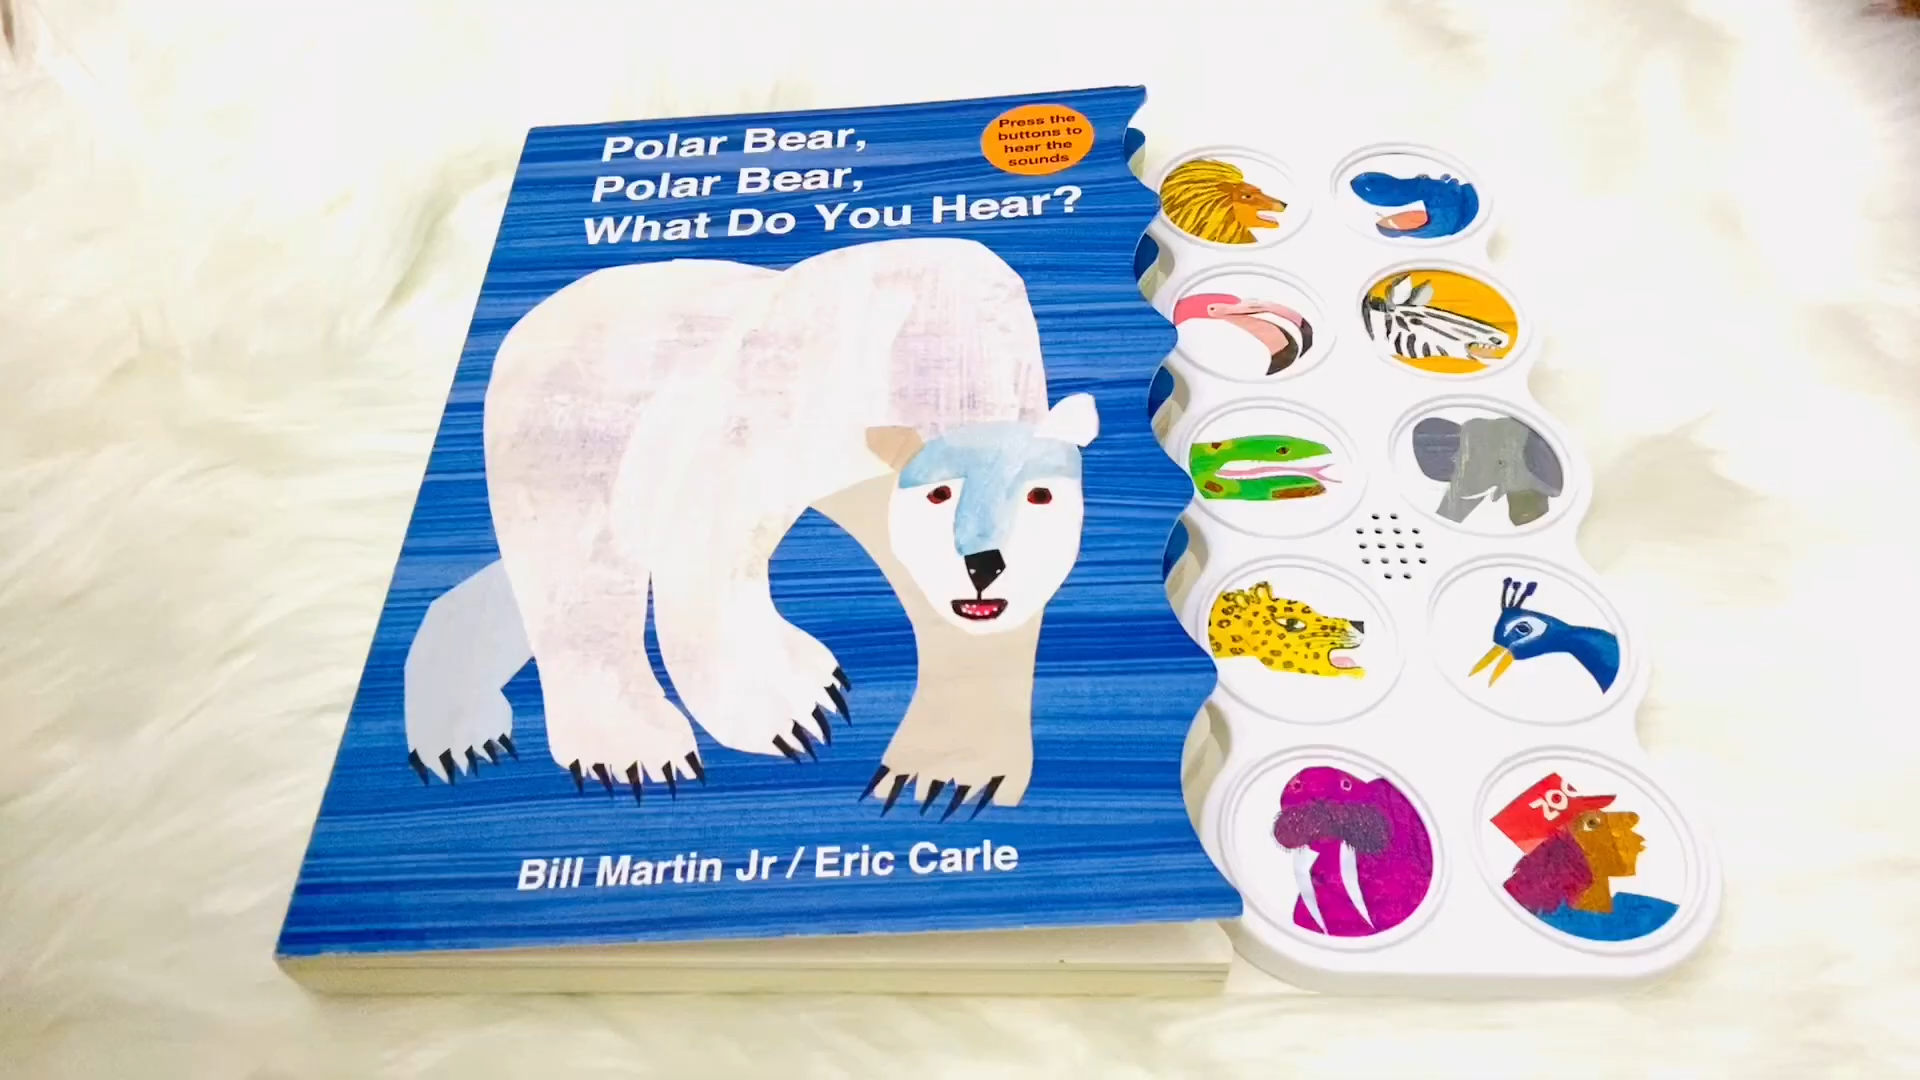 Polar Bear,
Polar Bear,
What Do You Hear?
Press the
buttons to
hear the
sounds
Bill Martin Jr / Eric Carle
ZOO